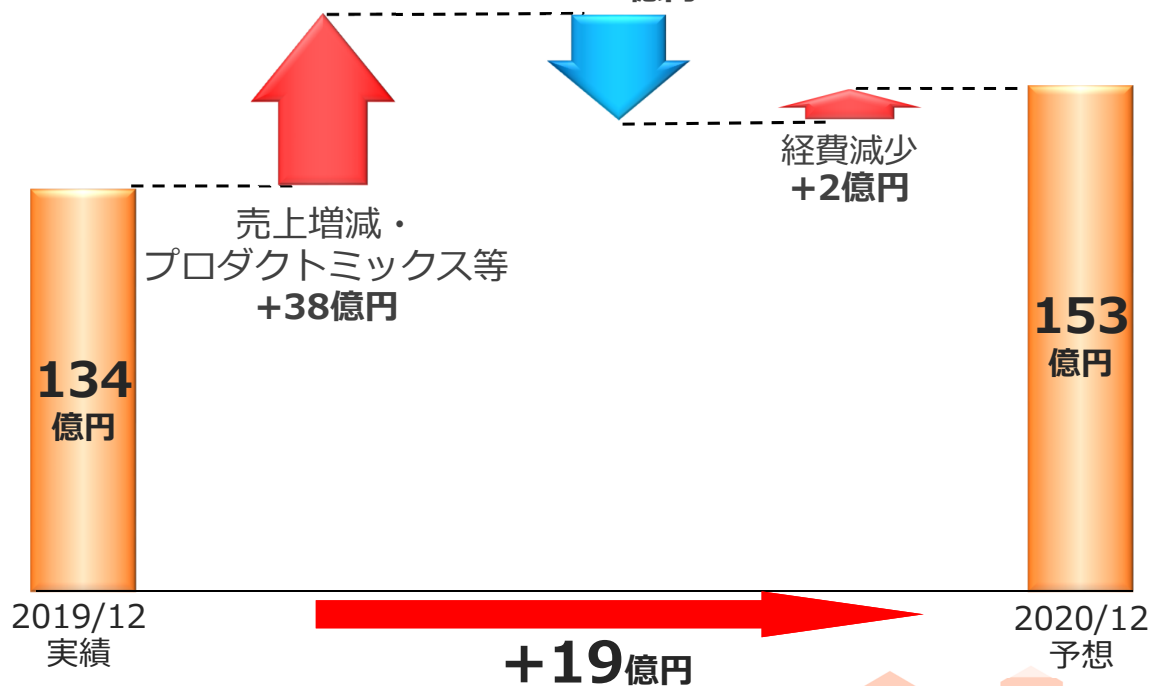 売上増減・
プロダクトミックス等
+38億円
経費減少
+2億円
134
億円
153
億円
2019/12
実績
2020/12
予想
+19億円